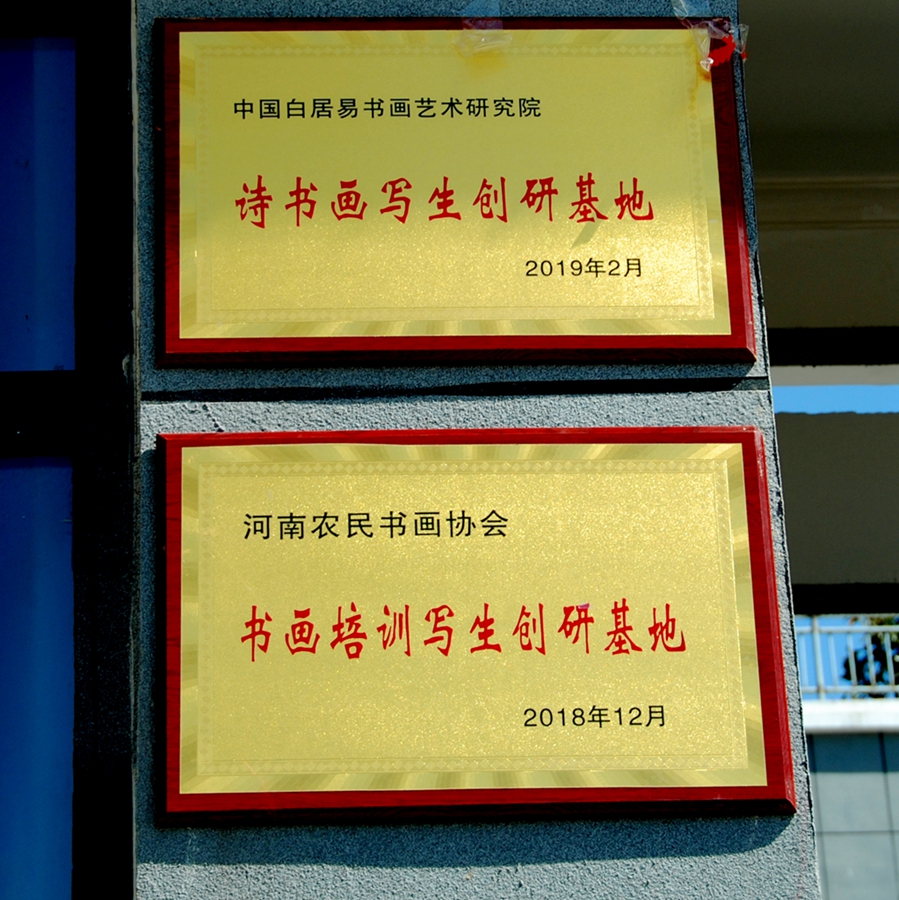 中国白居易书画艺术研究院
诗书画写生创研基地
2019年2月
河南农民书画协会
书画培训写生创研基地
2018年12月